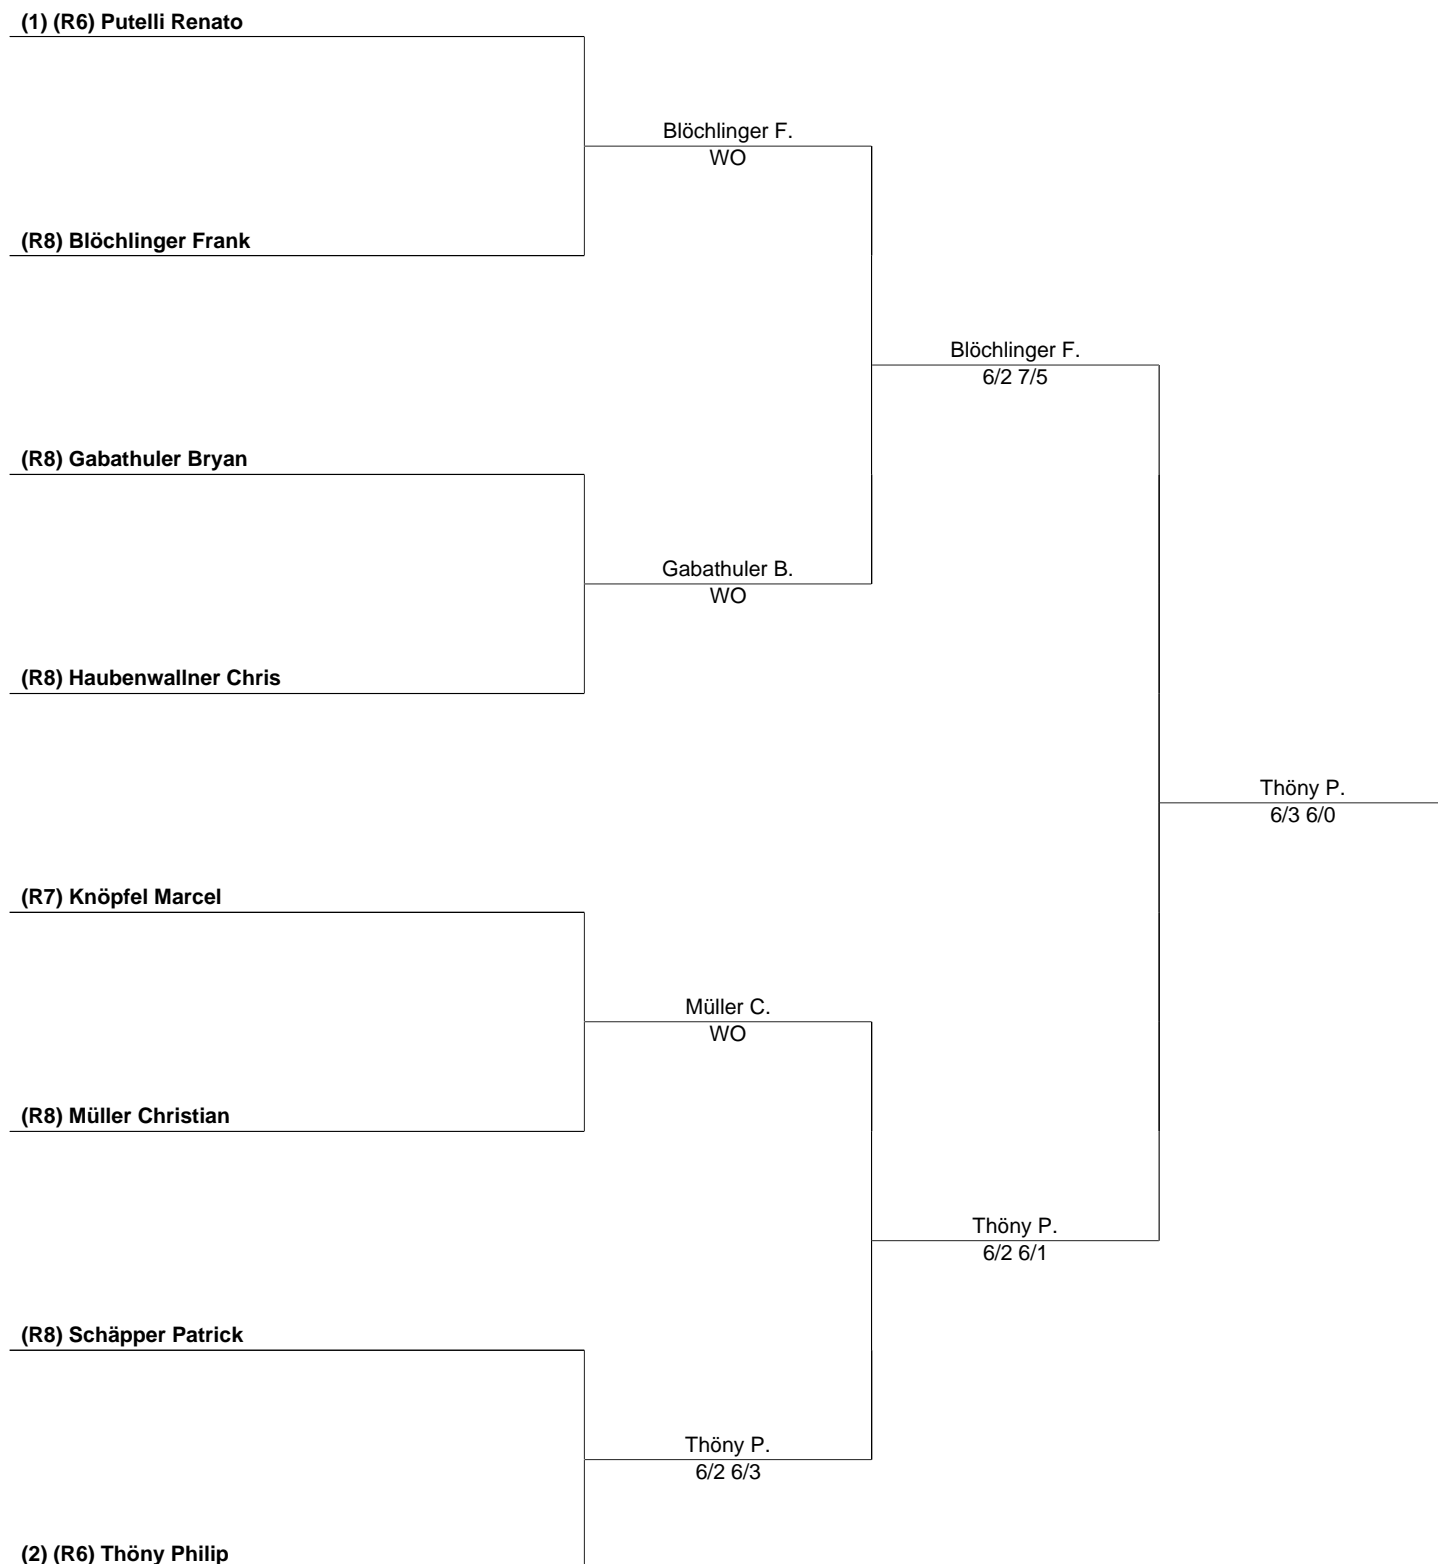 (1) (R6) Putelli Renato
Blöchlinger F.
WO
(R8) Blöchlinger Frank
Blöchlinger F.
6/2 7/5
(R8) Gabathuler Bryan
Gabathuler B.
WO
(R8) Haubenwallner Chris
Thöny P.
6/3 6/0
(R7) Knöpfel Marcel
Müller C.
WO
(R8) Müller Christian
Thöny P.
6/2 6/1
(R8) Schäpper Patrick
Thöny P.
6/2 6/3
(2) (R6) Thöny Philip